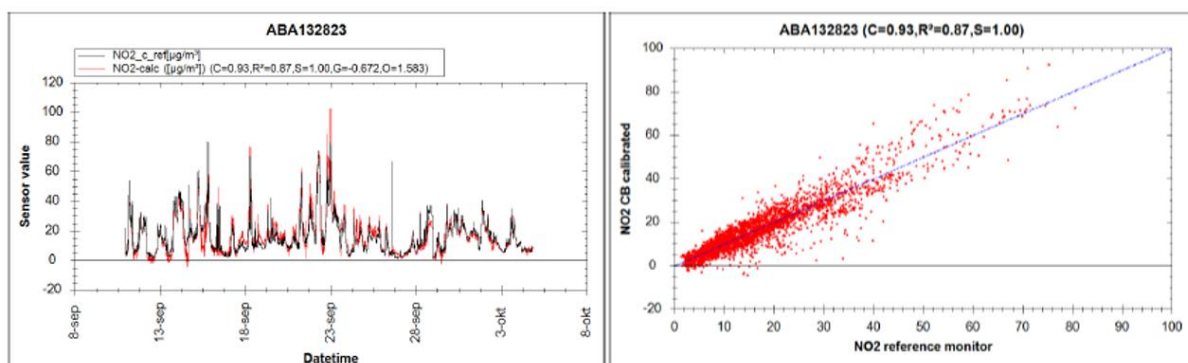 ABA132823
NO2_c_ref[µg/m³]
NO2-calc ([µg/m³]) (C=0.93,R²=0.87,S=1.00,G=-0.672,O=1.583)
120
100
80
60
40
20
0
-20
Sensor value
8-sep
13-sep
18-sep
23-sep
28-sep
3-okt
8-okt
Datetime
ABA132823 (C=0.93,R²=0.87,S=1.00)
100
80
60
40
20
0
-20
NO2 CB calibrated
0 10 20 30 40 50 60 70 80 90 100
NO2 reference monitor